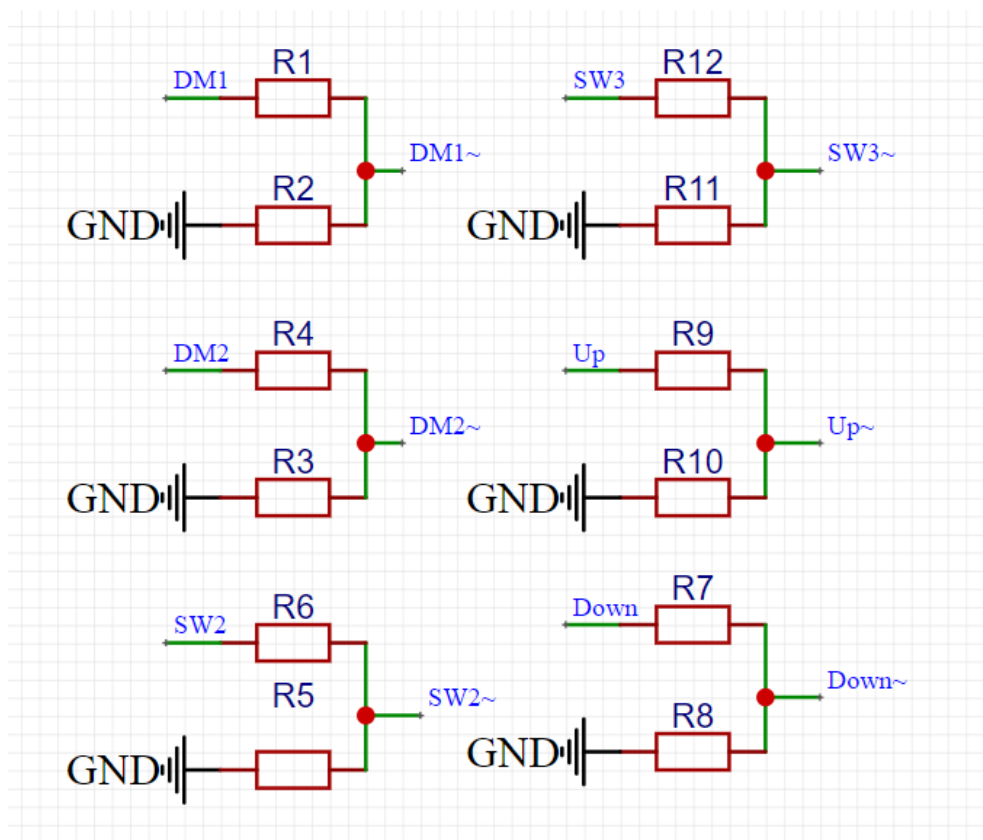 R1
DM1
DM1~
R2
GND
R12
SW3
SW3~
R11
GND
R4
DM2
DM2~
R3
GND
R9
Up
Up~
R10
GND
R6
SW2
R5
SW2~
GND
R7
Down
Down~
R8
GND